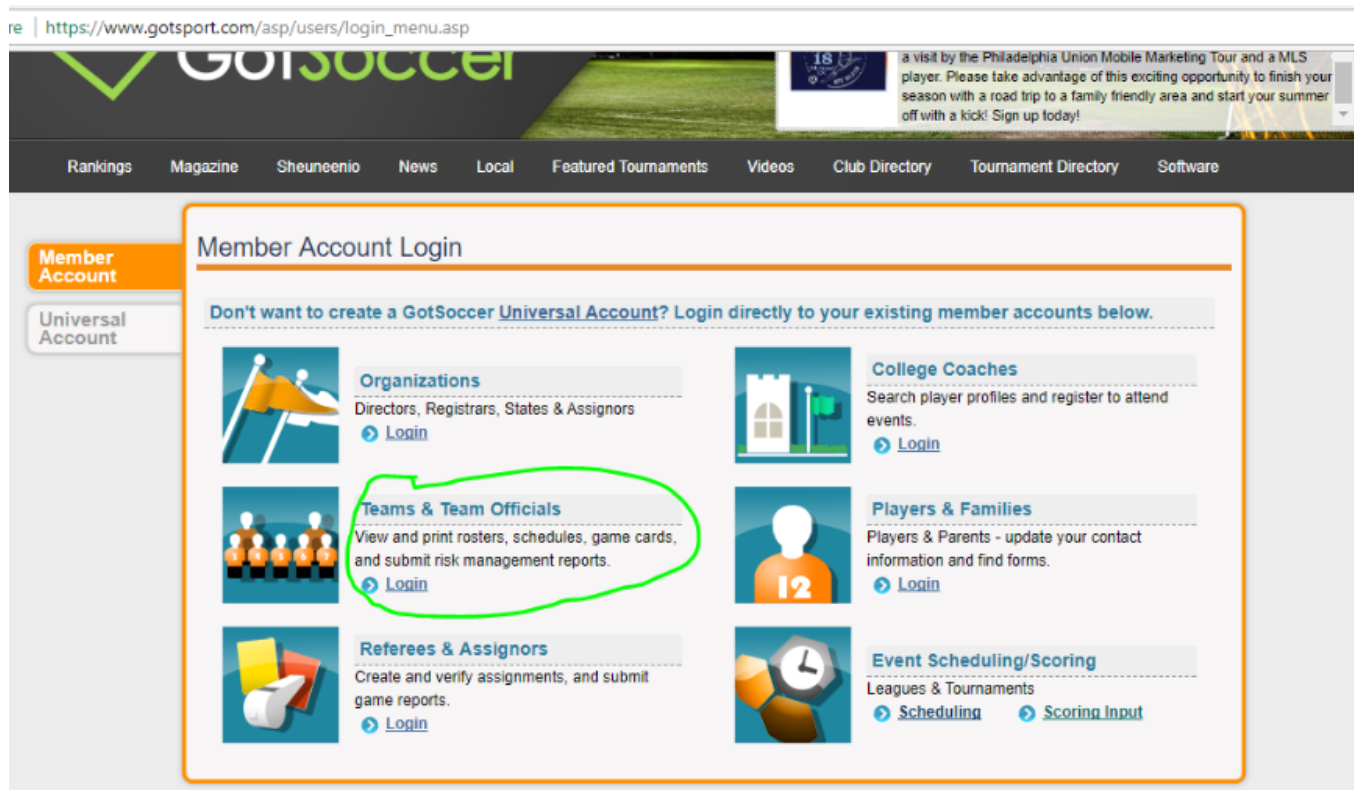 re | https://www.gotsport.com/asp/users/login_menu.asp
GotSoccer
18
a visit by the Philadelphia Union Mobile Marketing Tour and a MLS
player. Please take advantage of this exciting opportunity to finish your
season with a road trip to a family friendly area and start your summer
off with a kick! Sign up today!
Rankings Magazine Sheuneenio News Local Featured Tournaments Videos Club Directory Tournament Directory Software
Member
Account
Universal
Account
Member Account Login
Don't want to create a GotSoccer Universal Account? Login directly to your existing member accounts below.
Organizations
Directors, Registrars, States & Assignors
Login
College Coaches
Search player profiles and register to attend
events.
Login
Teams & Team Officials
View and print rosters, schedules, game cards,
and submit risk management reports.
Login
Players & Families
Players & Parents - update your contact
information and find forms.
Login
12
Referees & Assignors
Create and verify assignments, and submit
game reports.
Login
Event Scheduling/Scoring
Leagues & Tournaments
Scheduling Scoring Input